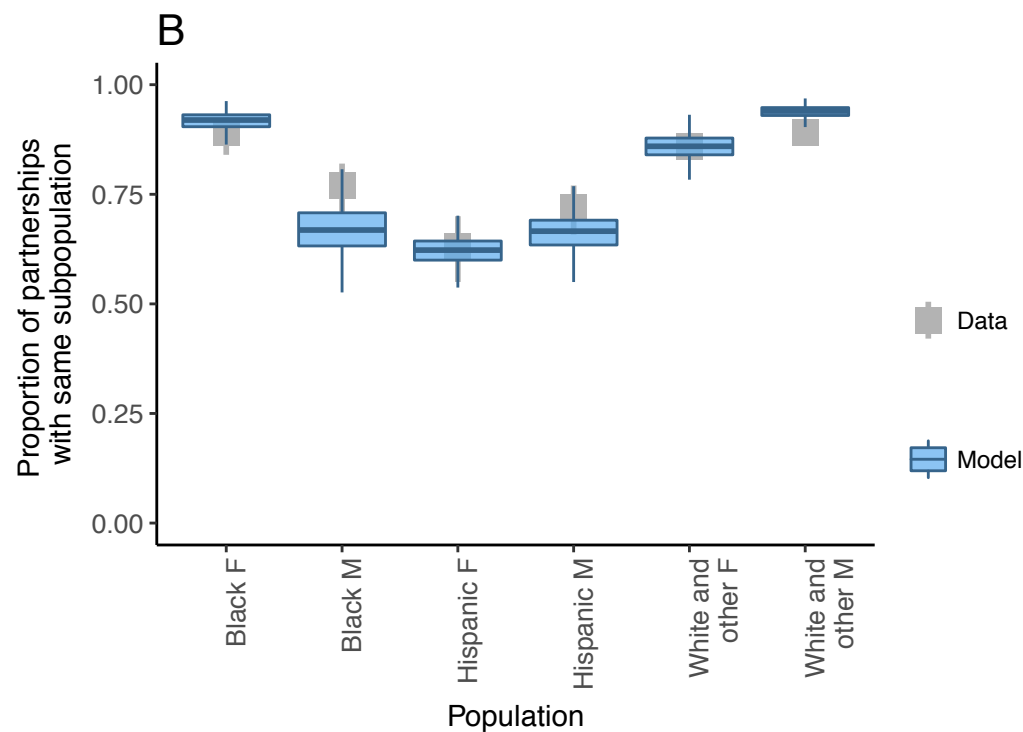 B
Proportion of partnerships
with same subpopulation
1.00
0.75
0.50
0.25
0.00
Black F
Black M
Hispanic F
Hispanic M
White and
other F
White and
other M
Population
Data
Model